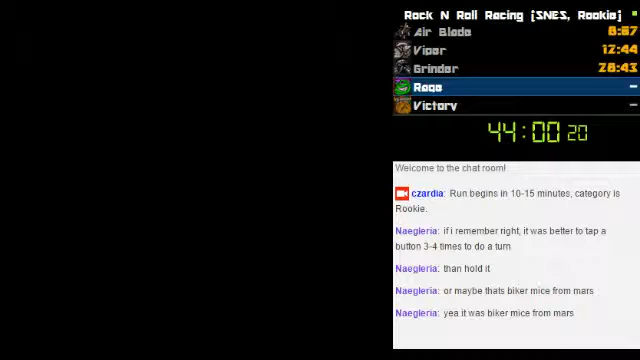 Rock N Roll Racing [SNES, Rookie]
Air Blade 8:67
Viper 12:44
Grinder 28:43
Rage –
Victory –
44:00 20
Welcome to the chat room!
czardia: Run begins in 10-15 minutes, category is
Rookie.
Naegleria: if i remember right, it was better to tap a
button 3-4 times to do a turn
Naegleria: than hold it
Naegleria: or maybe thats biker mice from mars
Naegleria: yea it was biker mice from mars